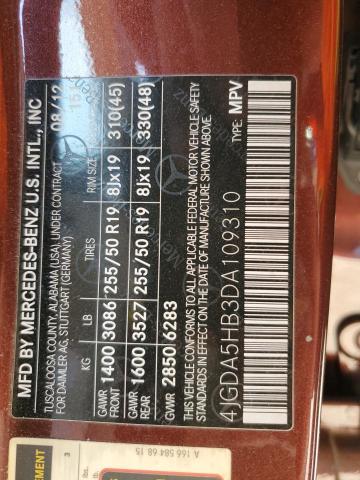 MFD BY MERCEDES-BENZ U.S. INTL., INC
TUSCALOOSA COUNTY, ALABAMA (USA), UNDER CONTRACT 08/12
FOR DAIMLER AG, STUTTGART (GERMANY)
KG LB TIRES RIM SIZE
GAWR FRONT 1400 3086 255/50 R19 8Jx19 310(45)
GAWR REAR 1600 3527 255/50 R19 8Jx19 330(48)
GVWR 2850 6283
THIS VEHICLE CONFORMS TO ALL APPLICABLE FEDERAL MOTOR VEHICLE SAFETY
STANDARDS IN EFFECT ON THE DATE OF MANUFACTURE SHOWN ABOVE.
4JGDA5HB3DA109310 TYPE: MPV
A 166 584 68 15